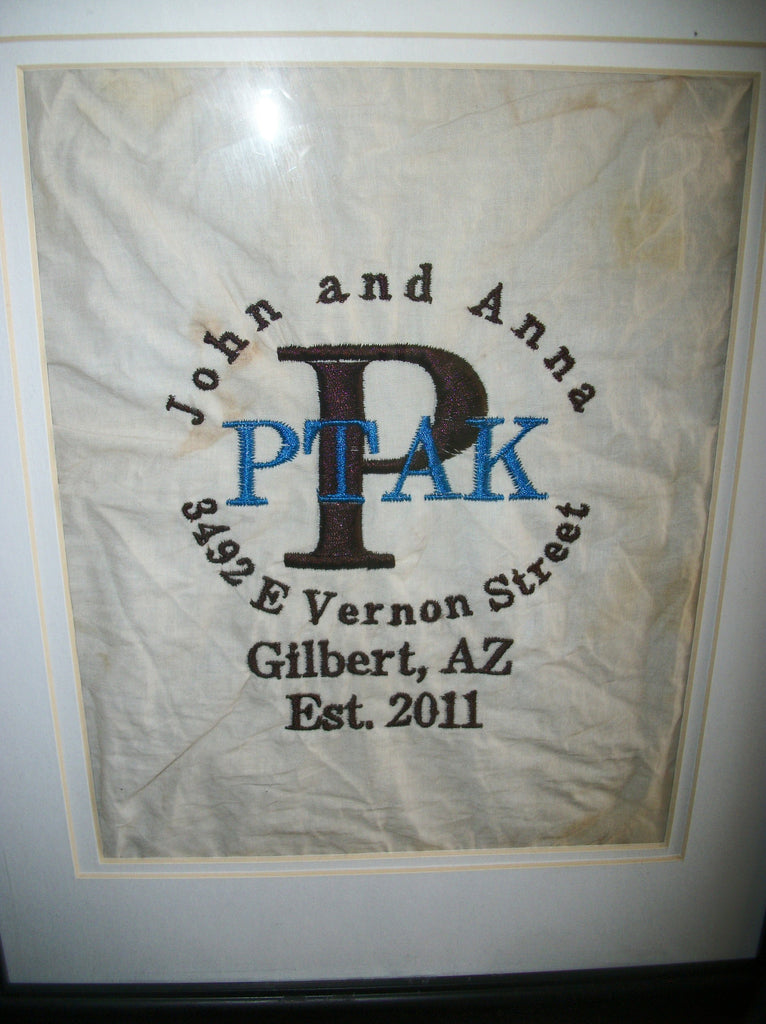 John and Anna
P
PTAK
3492 E Vernon Street
Gilbert, AZ
Est. 2011